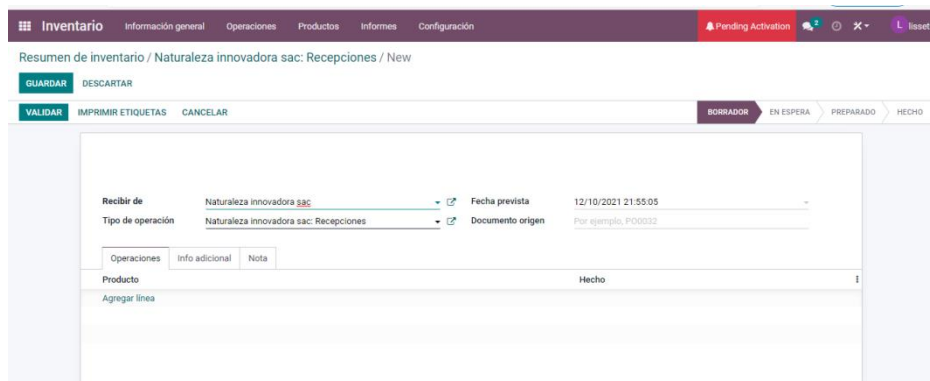 Inventario Información general Operaciones Productos Informes Configuración Pending Activation 2 L lisset
Resumen de inventario / Naturaleza innovadora sac: Recepciones / New
GUARDAR DESCARTAR
VALIDAR IMPRIMIR ETIQUETAS CANCELAR BORRADOR EN ESPERA PREPARADO HECHO
Recibir de Naturaleza innovadora sac Fecha prevista 12/10/2021 21:55:05
Tipo de operación Naturaleza innovadora sac: Recepciones Documento origen Por ejemplo, PO0032
Operaciones Info adicional Nota
Producto Hecho
Agregar línea